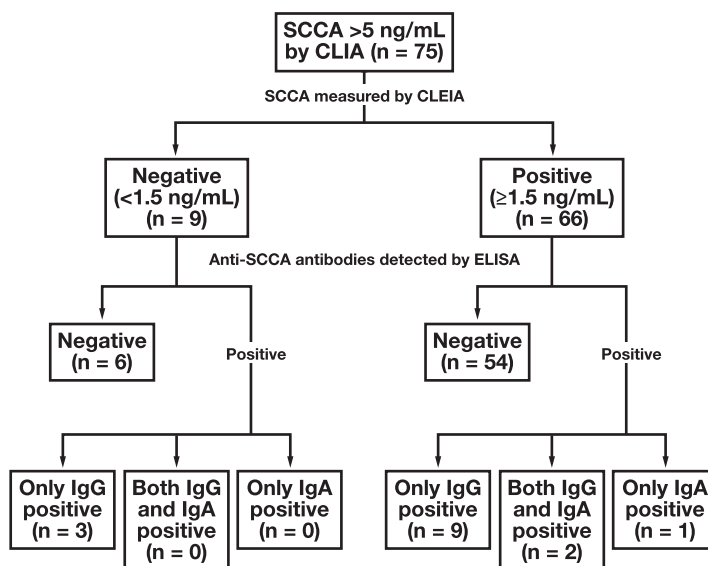 SCCA >5 ng/mL
by CLIA (n = 75)
SCCA measured by CLEIA
Negative
(<1.5 ng/mL)
(n = 9)
Positive
(≥1.5 ng/mL)
(n = 66)
Anti-SCCA antibodies detected by ELISA
Negative
(n = 6)
Positive
Negative
(n = 54)
Positive
Only IgG
positive
(n = 3)
Both IgG
and IgA
positive
(n = 0)
Only IgA
positive
(n = 0)
Only IgG
positive
(n = 9)
Both IgG
and IgA
positive
(n = 2)
Only IgA
positive
(n = 1)